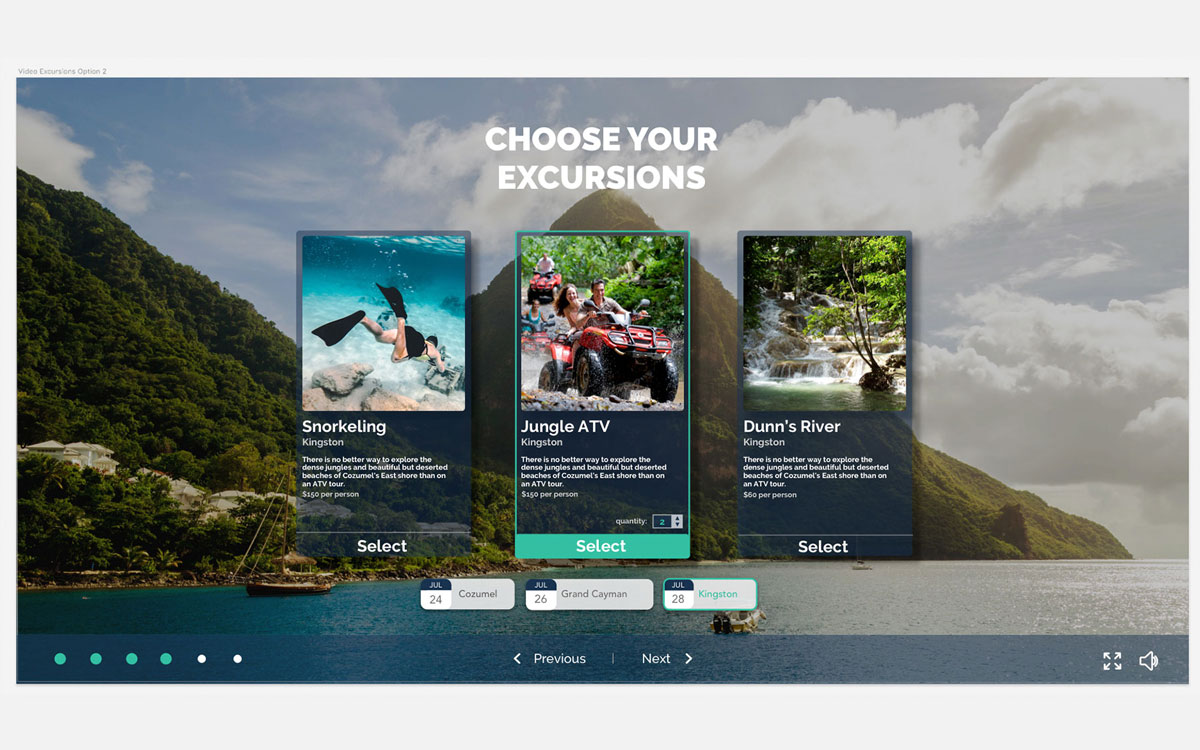 Video Excursions Option 2
CHOOSE YOUR
EXCURSIONS
Snorkeling
Kingston
There is no better way to explore the
dense jungles and beautiful but deserted
beaches of Cozumel's East shore than on
an ATV tour.
$150 per person
Select
Jungle ATV
Kingston
There is no better way to explore the
dense jungles and beautiful but deserted
beaches of Cozumel's East shore than on
an ATV tour.
$150 per person
quantity: 2
Select
Dunn's River
Kingston
There is no better way to explore the
dense jungles and beautiful but deserted
beaches of Cozumel's East shore than on
an ATV tour.
$60 per person
Select
JUL
24 Cozumel
JUL
26 Grand Cayman
JUL
28 Kingston
Previous | Next